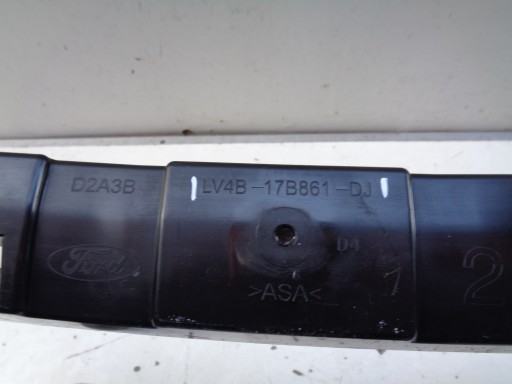 D2A3B
LV4B-17B861-DJ
Ford
D4
>ASA<
2